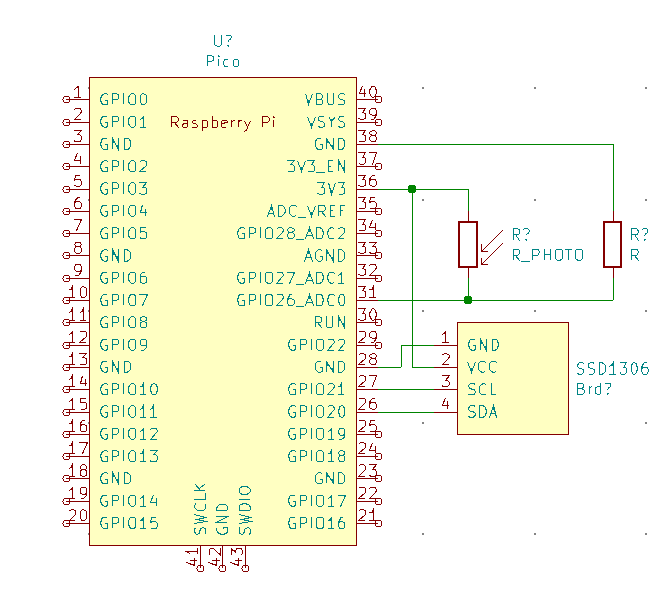 U?
Pico
Raspberry Pi
1 GPIO0
2 GPIO1
3 GND
4 GPIO2
5 GPIO3
6 GPIO4
7 GPIO5
8 GND
9 GPIO6
10 GPIO7
11 GPIO8
12 GPIO9
13 GND
14 GPIO10
15 GPIO11
16 GPIO12
17 GPIO13
18 GND
19 GPIO14
20 GPIO15
VBUS 40
VSYS 39
GND 38
3V3_EN 37
3V3 36
ADC_VREF 35
GPIO28_ADC2 34
AGND 33
GPIO27_ADC1 32
GPIO26_ADC0 31
RUN 30
GPIO22 29
GND 28
GPIO21 27
GPIO20 26
GPIO19 25
GPIO18 24
GND 23
GPIO17 22
GPIO16 21
SWCLK 41
GND 42
SWDIO 43
R?
R_PHOTO
R?
R
1 GND
2 VCC
3 SCL
4 SDA
SSD1306
Brd?